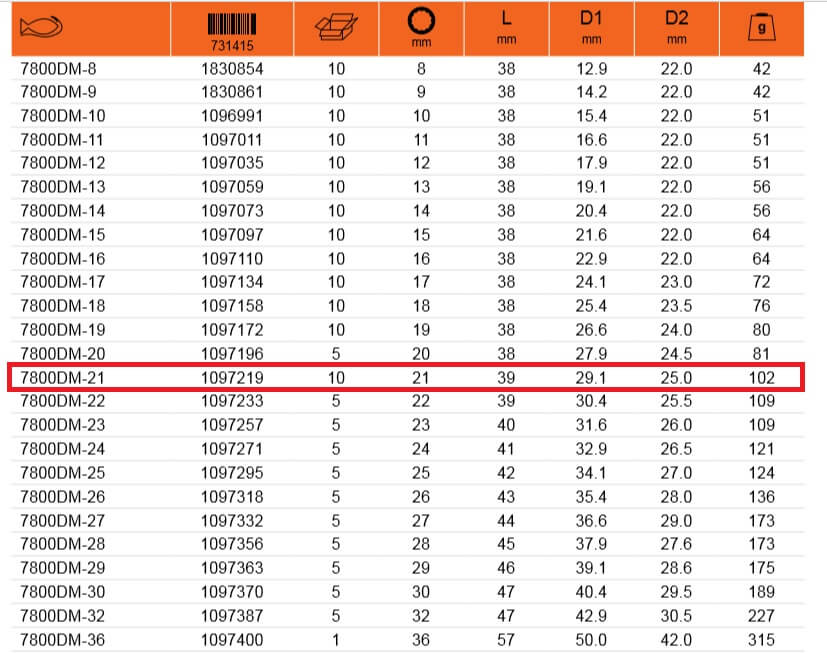 731415 mm L mm D1 mm D2 mm g
7800DM-8 1830854 10 8 38 12.9 22.0 42
7800DM-9 1830861 10 9 38 14.2 22.0 42
7800DM-10 1096991 10 10 38 15.4 22.0 51
7800DM-11 1097011 10 11 38 16.6 22.0 51
7800DM-12 1097035 10 12 38 17.9 22.0 51
7800DM-13 1097059 10 13 38 19.1 22.0 56
7800DM-14 1097073 10 14 38 20.4 22.0 56
7800DM-15 1097097 10 15 38 21.6 22.0 64
7800DM-16 1097110 10 16 38 22.9 22.0 64
7800DM-17 1097134 10 17 38 24.1 23.0 72
7800DM-18 1097158 10 18 38 25.4 23.5 76
7800DM-19 1097172 10 19 38 26.6 24.0 80
7800DM-20 1097196 5 20 38 27.9 24.5 81
7800DM-21 1097219 10 21 39 29.1 25.0 102
7800DM-22 1097233 5 22 39 30.4 25.5 109
7800DM-23 1097257 5 23 40 31.6 26.0 109
7800DM-24 1097271 5 24 41 32.9 26.5 121
7800DM-25 1097295 5 25 42 34.1 27.0 124
7800DM-26 1097318 5 26 43 35.4 28.0 136
7800DM-27 1097332 5 27 44 36.6 29.0 173
7800DM-28 1097356 5 28 45 37.9 27.6 173
7800DM-29 1097363 5 29 46 39.1 28.6 175
7800DM-30 1097370 5 30 47 40.4 29.5 189
7800DM-32 1097387 5 32 47 42.9 30.5 227
7800DM-36 1097400 1 36 57 50.0 42.0 315